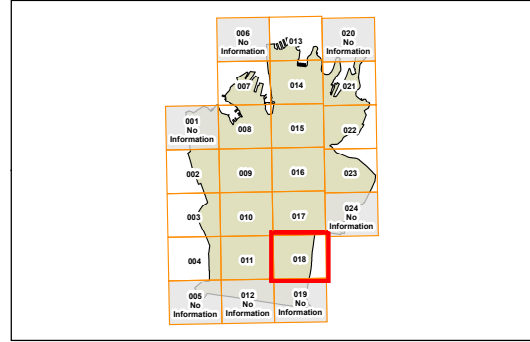 006
No
Information
013
020
No
Information
007
014
021
001
No
Information
008
015
022
002
009
016
023
003
010
017
024
No
Information
004
011
018
005
No
Information
012
No
Information
019
No
Information